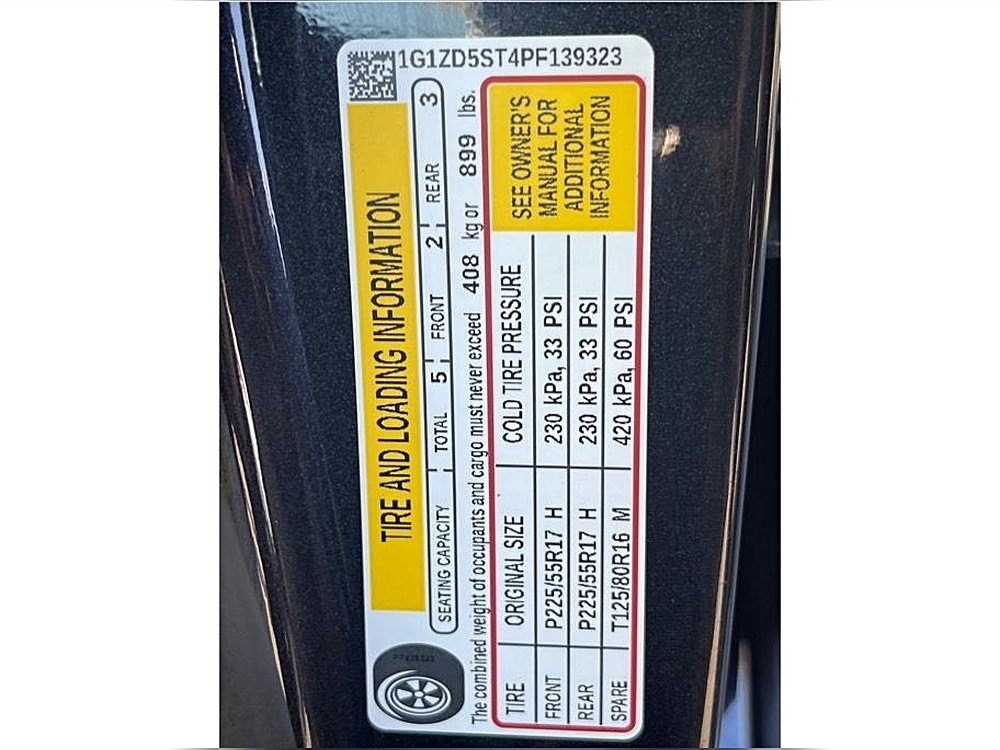 1G1ZD5ST4PF139323
TIRE AND LOADING INFORMATION
SEATING CAPACITY TOTAL 5 FRONT 2 REAR 3
The combined weight of occupants and cargo must never exceed 408 kg or 899 lbs.
TIRE ORIGINAL SIZE COLD TIRE PRESSURE
FRONT P225/55R17 H 230 kPa, 33 PSI
REAR P225/55R17 H 230 kPa, 33 PSI
SPARE T125/80R16 M 420 kPa, 60 PSI
SEE OWNER'S
MANUAL FOR
ADDITIONAL
INFORMATION